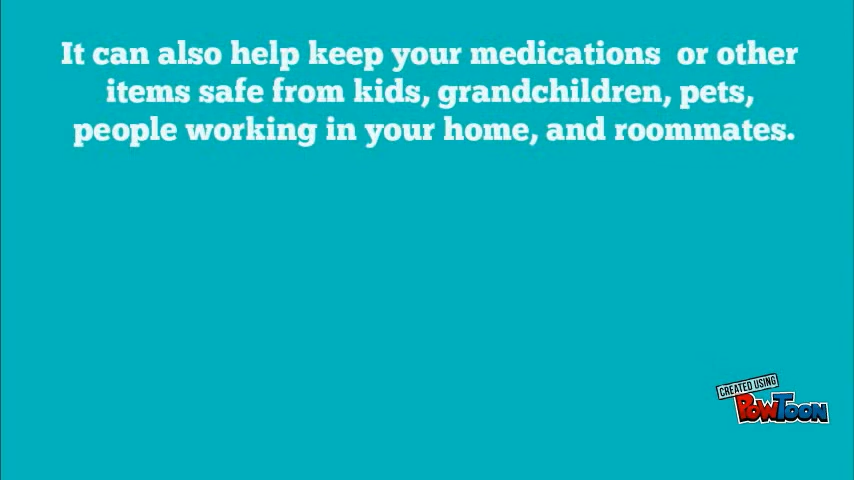 It can also help keep your medications or other
items safe from kids, grandchildren, pets,
people working in your home, and roommates.
CREATED USING
POWTOON